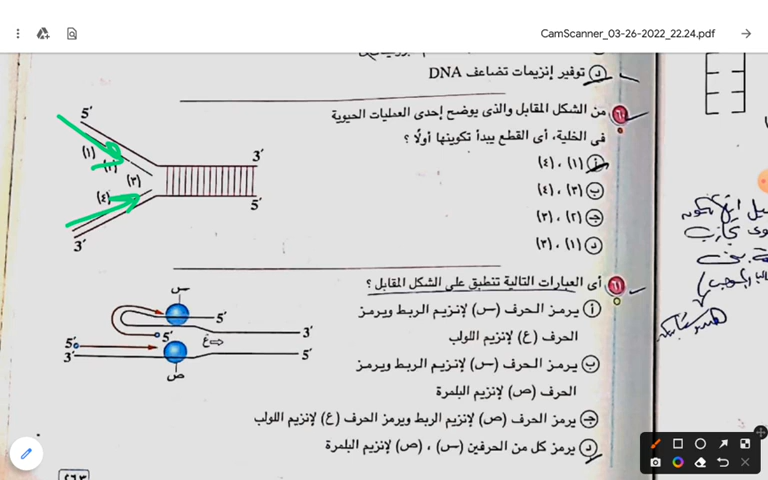 CamScanner_03-26-2022_22.24.pdf
د توفير إنزيمات تضاعف DNA
من الشكل المقابل والذى يوضح إحدى العمليات الحيوية
فى الخلية، أى القطع يبدأ تكوينها أولًا ؟
أ (١) ، (٤)
ب (٣) ، (٤)
ج (٢) ، (٣)
د (١) ، (٣)
5'
(١)
(٣)
(٤)
3'
3'
5'
٦١ أى العبارات التالية تنطبق على الشكل المقابل ؟
أ يرمز الحرف (س) لإنزيم الربط ويرمز
الحرف (ع) لإنزيم اللولب
ب يرمز الحرف (س) لإنزيم الربط ويرمز
الحرف (ص) لإنزيم البلمرة
ج يرمز الحرف (ص) لإنزيم الربط ويرمز الحرف (ع) لإنزيم اللولب
د يرمز كل من الحرفين (س) ، (ص) لإنزيم البلمرة
س
5'
3'
5'
ع
5'
3'
5'
ص